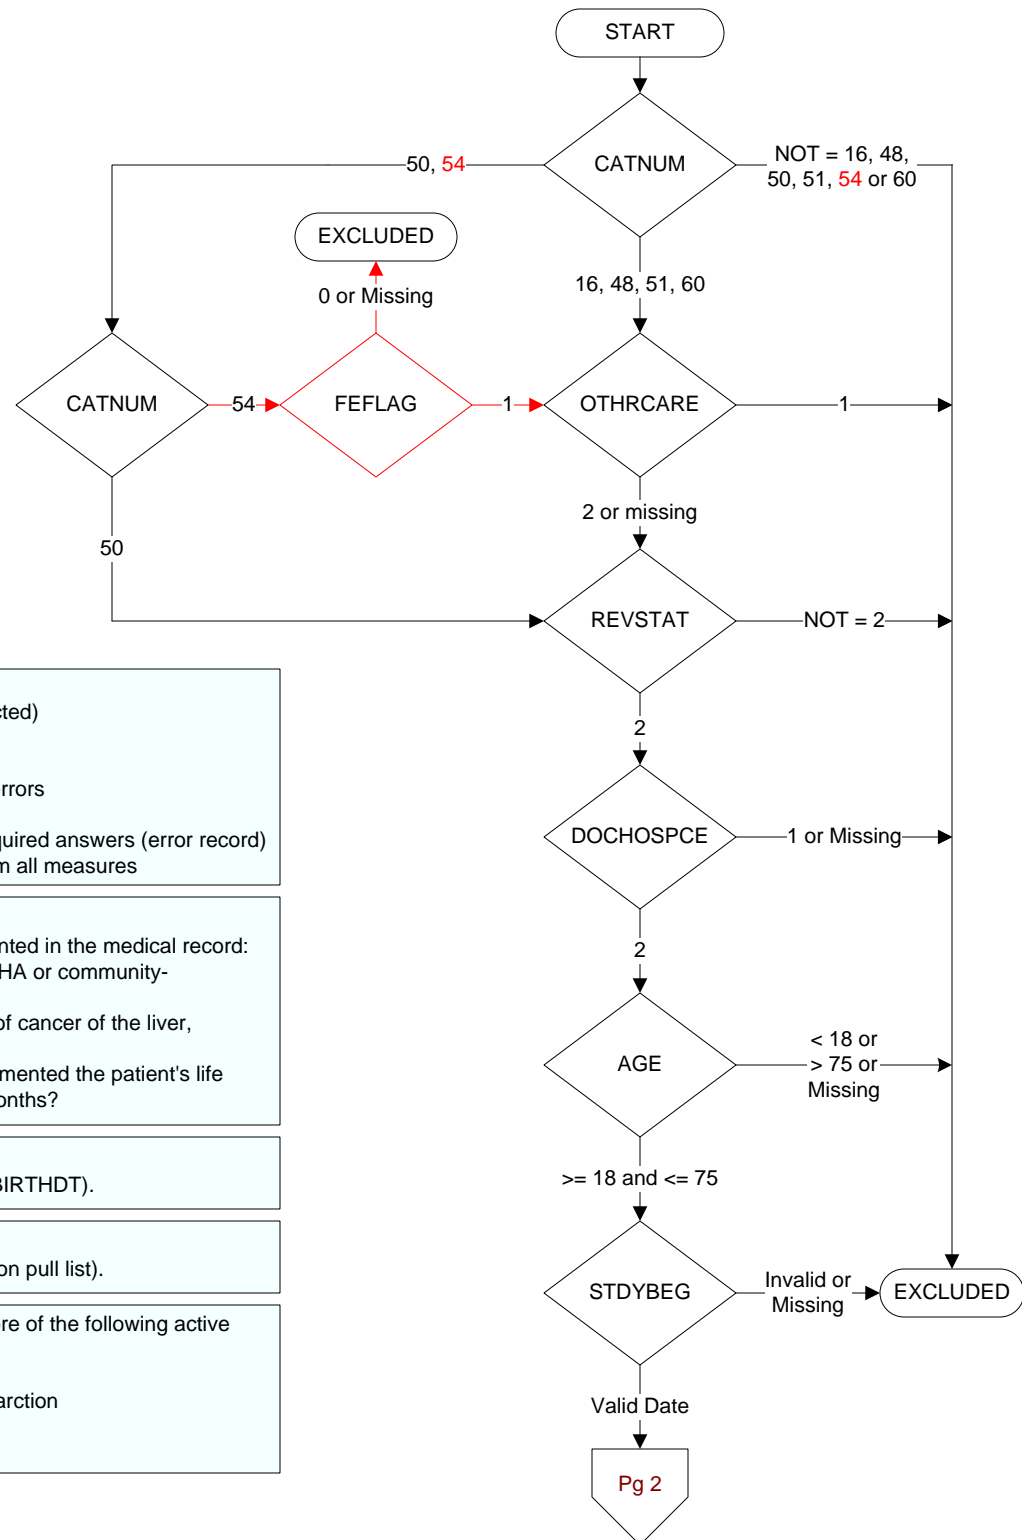 START
CATNUM
50, 54
NOT = 16, 48,
50, 51, 54 or 60
EXCLUDED
0 or Missing
16, 48, 51, 60
CATNUM
54
FEFLAG
1
OTHRCARE
1
2 or missing
50
REVSTAT
NOT = 2
2
DOCHOSPCE
1 or Missing
2
AGE
< 18 or
> 75 or
Missing
>= 18 and <= 75
STDYBEG
Invalid or
Missing
EXCLUDED
Valid Date
Pg 2
cted)
errors
quired answers (error record)
m all measures
nted in the medical record:
HA or community-
of cancer of the liver,
mented the patient's life
onths?
BIRTHDT).
on pull list).
ore of the following active
arction